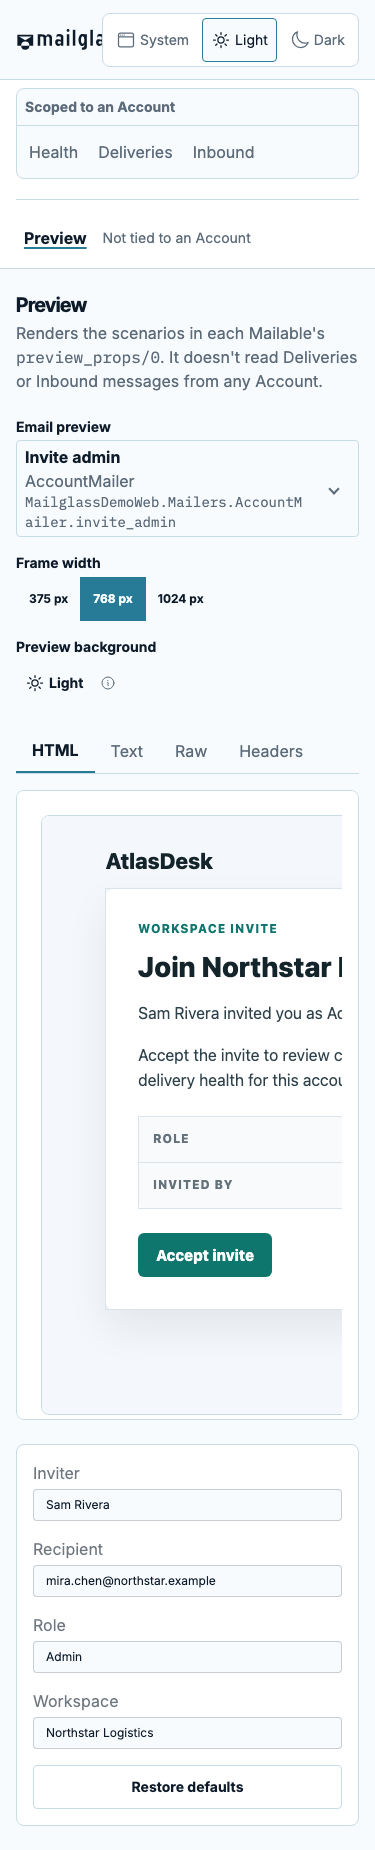 mailgla
System
Light
Dark
Scoped to an Account
Health
Deliveries
Inbound
Preview
Not tied to an Account
Preview
Renders the scenarios in each Mailable's
preview_props/0. It doesn't read Deliveries
or Inbound messages from any Account.
Email preview
Invite admin
AccountMailer
MailglassDemoWeb.Mailers.AccountM
ailer.invite_admin
Frame width
375 px
768 px
1024 px
Preview background
Light
HTML
Text
Raw
Headers
AtlasDesk
WORKSPACE INVITE
Join Northstar
Sam Rivera invited you as
Accept the invite to review
delivery health for this
ROLE
INVITED BY
Accept invite
Inviter
Sam Rivera
Recipient
mira.chen@northstar.example
Role
Admin
Workspace
Northstar Logistics
Restore defaults